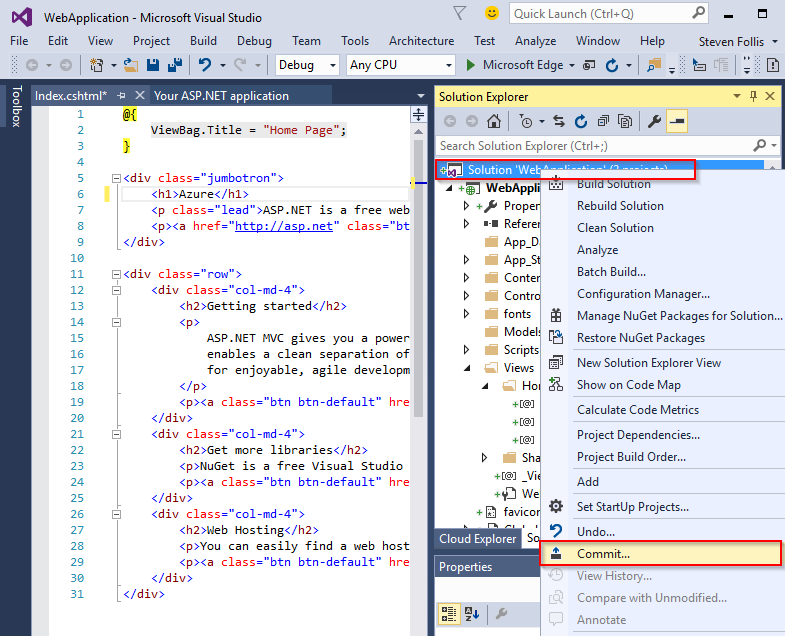 WebApplication - Microsoft Visual Studio
Quick Launch (Ctrl+Q)
File Edit View Project Build Debug Team Tools Architecture Test Analyze Window Help Steven Follis
Debug Any CPU Microsoft Edge
Toolbox
Index.cshtml* Your ASP.NET application
1 @{
2 ViewBag.Title = "Home Page";
3 }
4
5 <div class="jumbotron">
6 <h1>Azure</h1>
7 <p class="lead">ASP.NET is a free web
8 <p><a href="http://asp.net" class="bt
9 </div>
10
11 <div class="row">
12 <div class="col-md-4">
13 <h2>Getting started</h2>
14 <p>
15 ASP.NET MVC gives you a power
16 enables a clean separation of
17 for enjoyable, agile developm
18 </p>
19 <p><a class="btn btn-default" hre
20 </div>
21 <div class="col-md-4">
22 <h2>Get more libraries</h2>
23 <p>NuGet is a free Visual Studio
24 <p><a class="btn btn-default" hre
25 </div>
26 <div class="col-md-4">
27 <h2>Web Hosting</h2>
28 <p>You can easily find a web host
29 <p><a class="btn btn-default" hre
30 </div>
31 </div>
Solution Explorer
Search Solution Explorer (Ctrl+;)
Solution 'WebApplication' (2 projects)
WebAppli
Proper
Referen
App_Da
App_St
Conten
Contro
fonts
Models
Scripts
Views
Hor
Sha
_Vie
We
favicon
Cloud Explorer So
Properties
Build Solution
Rebuild Solution
Clean Solution
Analyze
Batch Build...
Configuration Manager...
Manage NuGet Packages for Solution...
Restore NuGet Packages
New Solution Explorer View
Show on Code Map
Calculate Code Metrics
Project Dependencies...
Project Build Order...
Add
Set StartUp Projects...
Undo...
Commit...
View History...
Compare with Unmodified...
Annotate